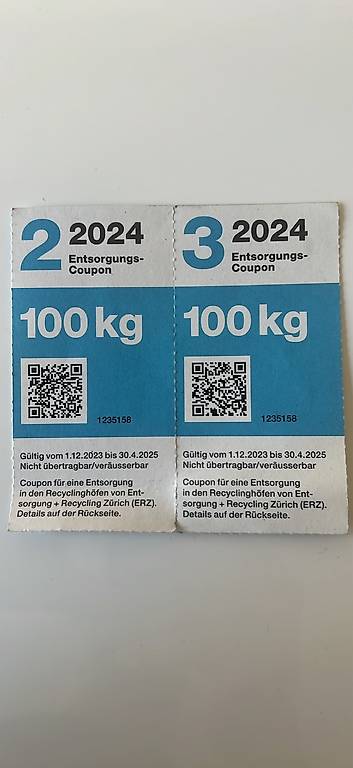 2 2024
Entsorgungs-
Coupon
100 kg
1235158
Gültig vom 1.12.2023 bis 30.4.2025
Nicht übertragbar/veräusserbar
Coupon für eine Entsorgung
in den Recyclinghöfen von Ent-
sorgung + Recycling Zürich (ERZ).
Details auf der Rückseite.
3 2024
Entsorgungs-
Coupon
100 kg
1235158
Gültig vom 1.12.2023 bis 30.4.2025
Nicht übertragbar/veräusserbar
Coupon für eine Entsorgung
in den Recyclinghöfen von Ent-
sorgung + Recycling Zürich (ERZ).
Details auf der Rückseite.